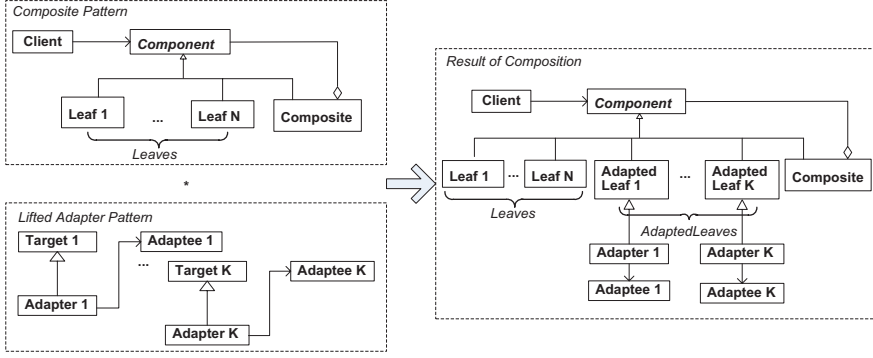 Composite Pattern
Client
Component
Leaf 1
...
Leaf N
Composite
Leaves
*
Lifted Adapter Pattern
Target 1
Adaptee 1
...
Target K
Adaptee K
Adapter 1
Adapter K
Result of Composition
Client
Component
Leaf 1
...
Leaf N
Adapted
Leaf 1
...
Adapted
Leaf K
Composite
Leaves
AdaptedLeaves
Adapter 1
Adapter K
Adaptee 1
Adaptee K